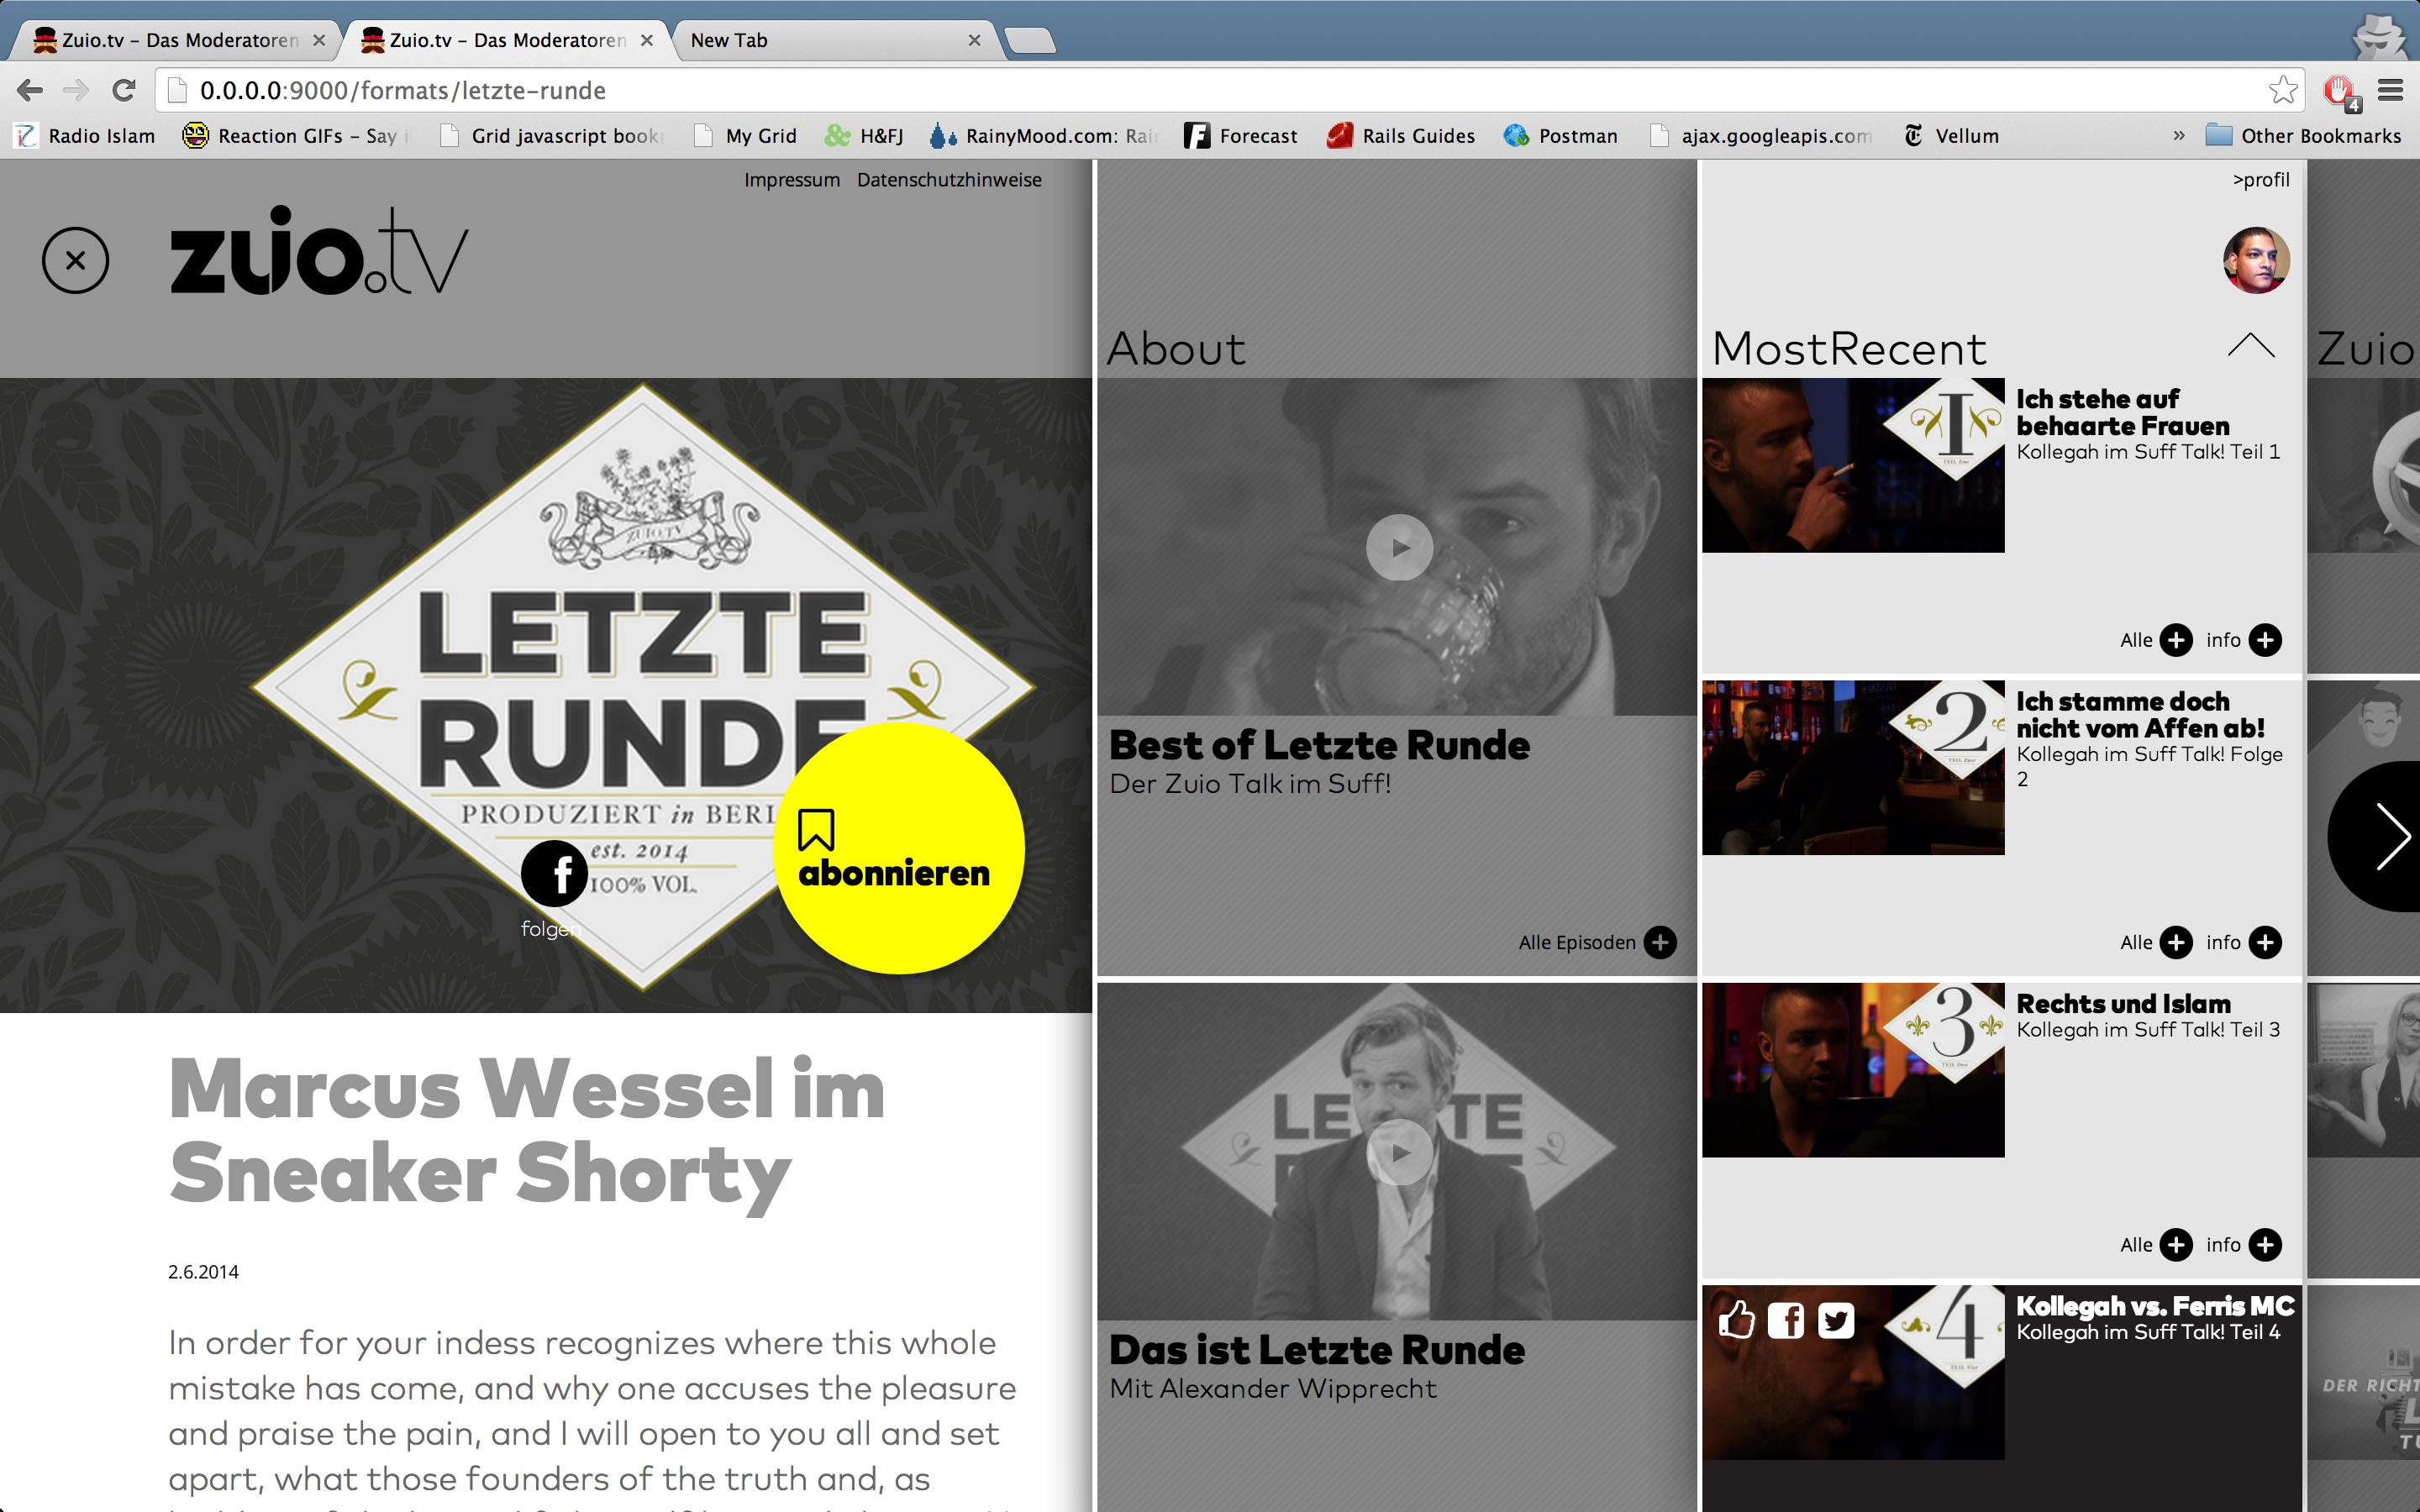 Zuio.tv – Das Moderatoren
Zuio.tv – Das Moderatoren
New Tab
0.0.0.0:9000/formats/letzte-runde
4
Radio Islam
Reaction GIFs – Say
Grid javascript book
My Grid
H&FJ
RainyMood.com: Rai
Forecast
Rails Guides
Postman
ajax.googleapis.com
Vellum
»
Other Bookmarks
Impressum Datenschutzhinweise
zuio.tv
ZUIO.TV
LETZTE
RUNDE
PRODUZIERT in BERL
est. 2014
100% VOL.
folgen
abonnieren
Marcus Wessel im
Sneaker Shorty
2.6.2014
In order for your indess recognizes where this whole
mistake has come, and why one accuses the pleasure
and praise the pain, and I will open to you all and set
apart, what those founders of the truth and, as
About
Best of Letzte Runde
Der Zuio Talk im Suff!
Alle Episoden
LE TE
Das ist Letzte Runde
Mit Alexander Wipprecht
>profil
MostRecent
1
Ich stehe auf
behaarte Frauen
Kollegah im Suff Talk! Teil 1
Alle info
2
Ich stamme doch
nicht vom Affen ab!
Kollegah im Suff Talk! Folge
2
Alle info
3
Rechts und Islam
Kollegah im Suff Talk! Teil 3
Alle info
4
Kollegah vs. Ferris MC
Kollegah im Suff Talk! Teil 4
Zuio
DER RICHT